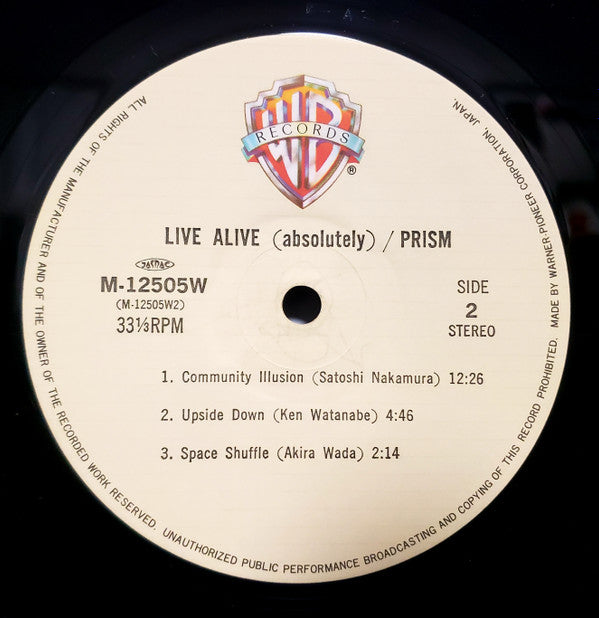 WB
RECORDS
®
LIVE ALIVE (absolutely) / PRISM
JASRAC
M-12505W
(M-12505W2)
33⅓RPM
SIDE
2
STEREO
1. Community Illusion (Satoshi Nakamura) 12:26
2. Upside Down (Ken Watanabe) 4:46
3. Space Shuffle (Akira Wada) 2:14
ALL RIGHTS OF THE MANUFACTURER AND OF THE OWNER OF THE RECORDED WORK RESERVED. UNAUTHORIZED PUBLIC PERFORMANCE BROADCASTING AND COPYING OF THIS RECORD PROHIBITED. MADE BY WARNER-PIONEER CORPORATION, JAPAN.